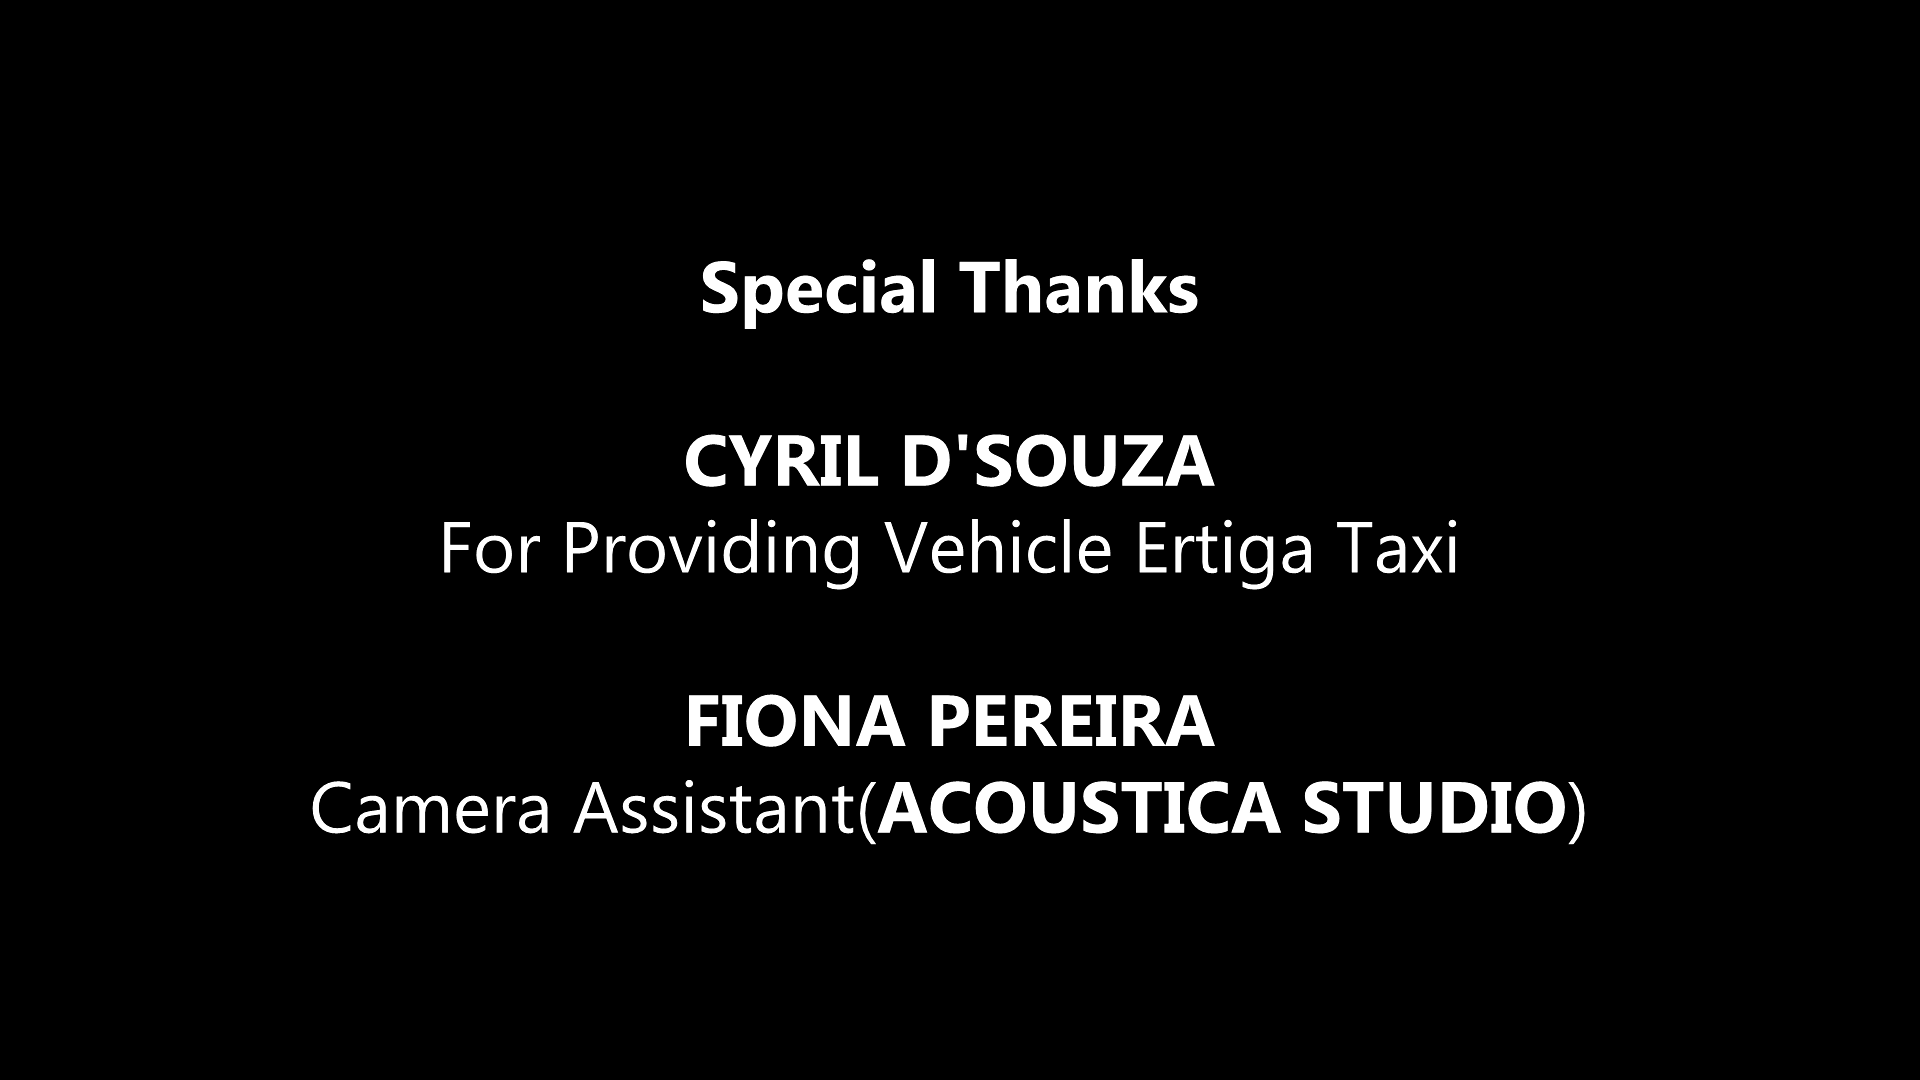 Special Thanks
CYRIL D'SOUZA
For Providing Vehicle Ertiga Taxi
FIONA PEREIRA
Camera Assistant(ACOUSTICA STUDIO)